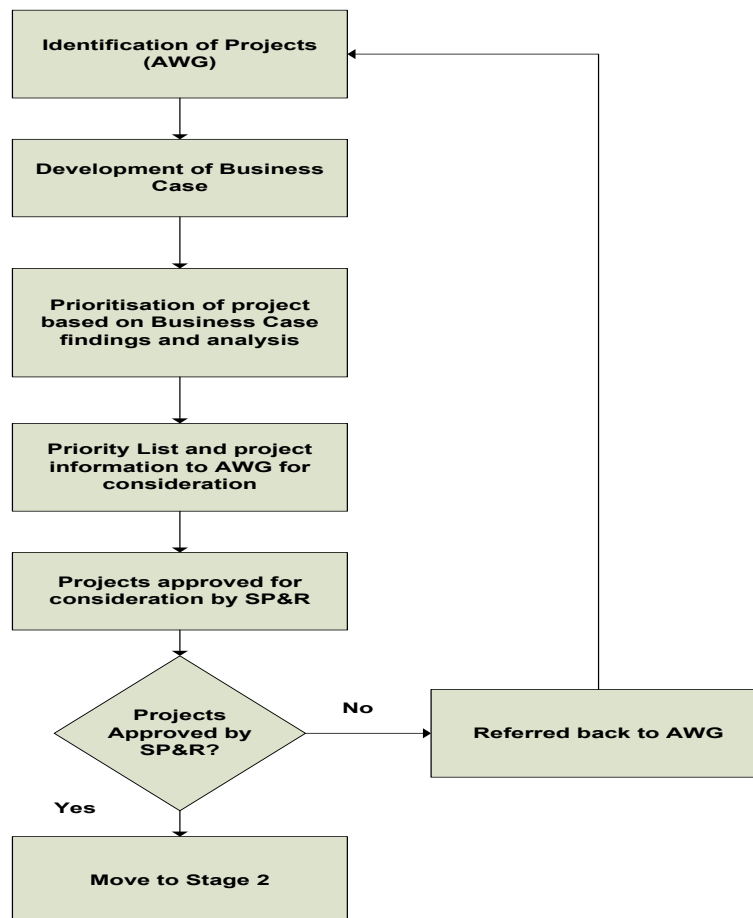 Identification of Projects
(AWG)
Development of Business
Case
Prioritisation of project
based on Business Case
findings and analysis
Priority List and project
information to AWG for
consideration
Projects approved for
consideration by SP&R
Projects
Approved by
SP&R?
No
Referred back to AWG
Yes
Move to Stage 2